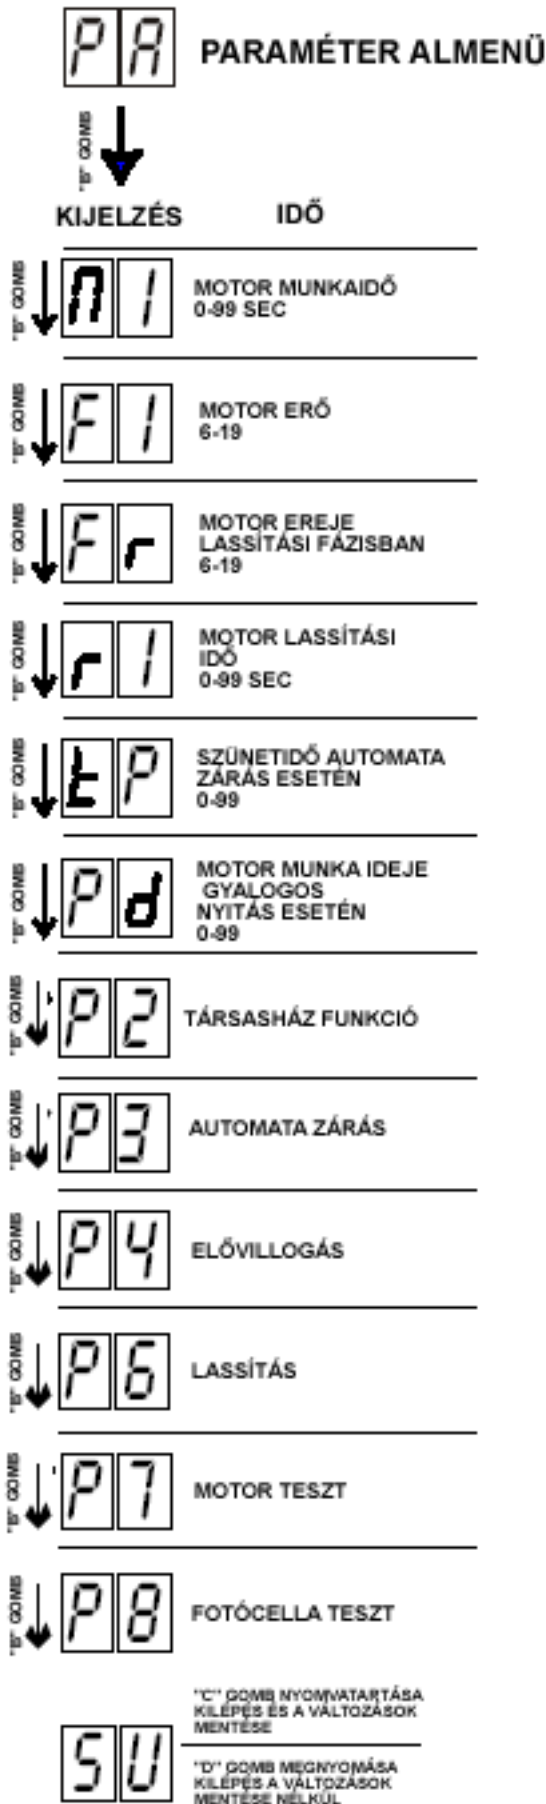 PA PARAMÉTER ALMENÜ
"B" GOMB
KIJELZÉS IDŐ
"B" GOMB
n1
MOTOR MUNKAIDŐ
0-99 SEC
"B" GOMB
F1
MOTOR ERŐ
6-19
"B" GOMB
Fr
MOTOR EREJE
LASSÍTÁSI FÁZISBAN
6-19
"B" GOMB
r1
MOTOR LASSÍTÁSI
IDŐ
0-99 SEC
"B" GOMB
tP
SZÜNETIDŐ AUTOMATA
ZÁRÁS ESETÉN
0-99
"B" GOMB
Pd
MOTOR MUNKA IDEJE
GYALOGOS
NYITÁS ESETÉN
0-99
"B" GOMB
P2 TÁRSASHÁZ FUNKCIÓ
"B" GOMB
P3 AUTOMATA ZÁRÁS
"B" GOMB
P4 ELŐVILLOGÁS
"B" GOMB
P6 LASSÍTÁS
"B" GOMB
P7 MOTOR TESZT
"B" GOMB
P8 FOTÓCELLA TESZT
SU
"C" GOMB NYOMVATARTÁSA
KILÉPÉS ÉS A VÁLTOZÁSOK
MENTÉSE
"D" GOMB MEGNYOMÁSA
KILÉPÉS A VÁLTOZÁSOK
MENTÉSE NÉLKÜL